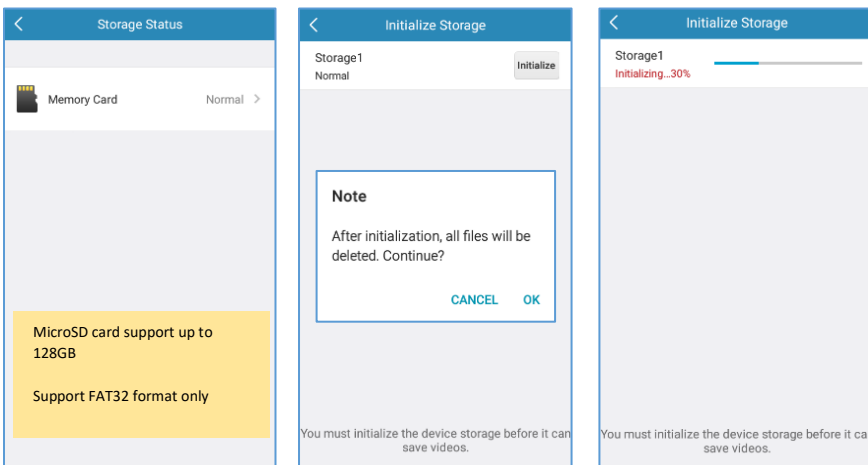 Storage Status
Memory Card
Normal
MicroSD card support up to
128GB
Support FAT32 format only
Initialize Storage
Storage1
Normal
Initialize
Note
After initialization, all files will be
deleted. Continue?
CANCEL OK
You must initialize the device storage before it can
save videos.
Initialize Storage
Storage1
Initializing...30%
You must initialize the device storage before it ca
save videos.